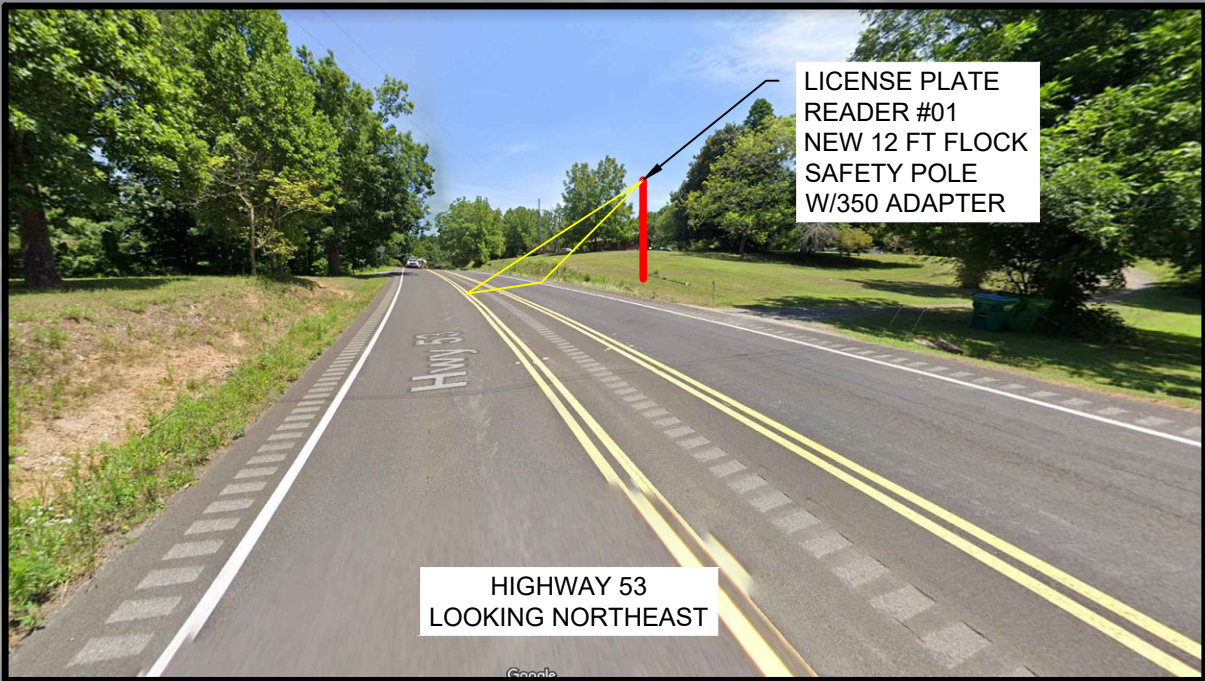 LICENSE PLATE
READER #01
NEW 12 FT FLOCK
SAFETY POLE
W/350 ADAPTER
Hwy 53
HIGHWAY 53
LOOKING NORTHEAST
Google